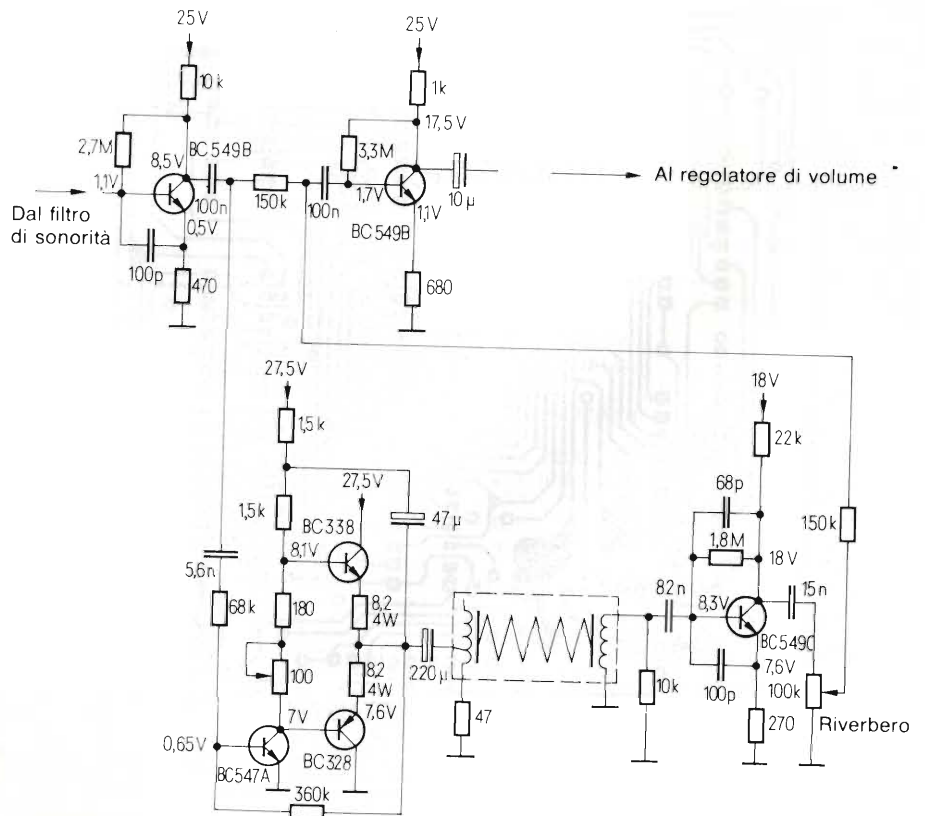 25V
10k
2,7M
8,5V
BC549B
1,1V
100n
150k
100n
0,5V
Dal filtro
di sonorità
100p
470
25V
1k
17,5V
3,3M
1,7V
1,1V
10µ
BC549B
680
Al regolatore di volume
27,5V
1,5k
1,5k
27,5V
BC338
47µ
8,1V
5,6n
68k
180
8,2
4W
100
8,2
4W
220µ
7V
7,6V
0,65V
BC547A
BC328
360k
47
10k
82n
18V
22k
68p
1,8M
18V
8,3V
15n
150k
BC549C
100p
7,6V
100k
270
Riverbero